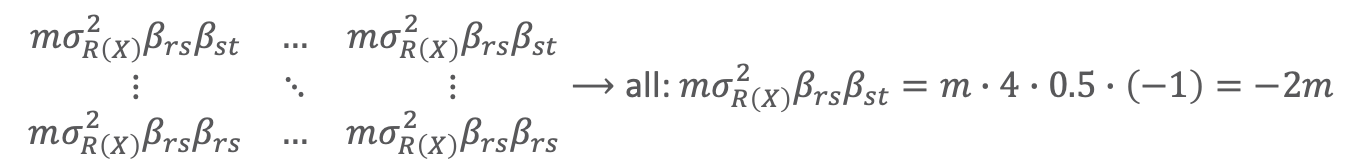 mσ²_{R(X)}β_{rs}β_{st} ... mσ²_{R(X)}β_{rs}β_{st}
⋮ ⋱ ⋮ ⟶ all: mσ²_{R(X)}β_{rs}β_{st} = m · 4 · 0.5 · (−1) = −2m
mσ²_{R(X)}β_{rs}β_{rs} ... mσ²_{R(X)}β_{rs}β_{rs}